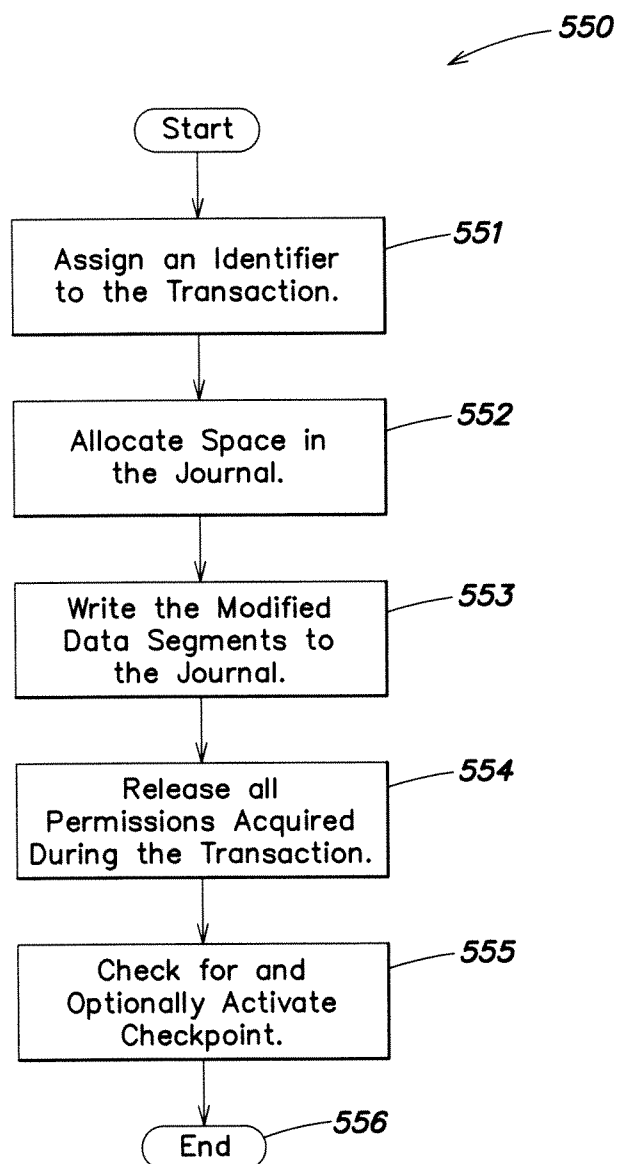 550
Start
551
Assign an Identifier
to the Transaction.
552
Allocate Space in
the Journal.
553
Write the Modified
Data Segments to
the Journal.
554
Release all
Permissions Acquired
During the Transaction.
555
Check for and
Optionally Activate
Checkpoint.
556
End